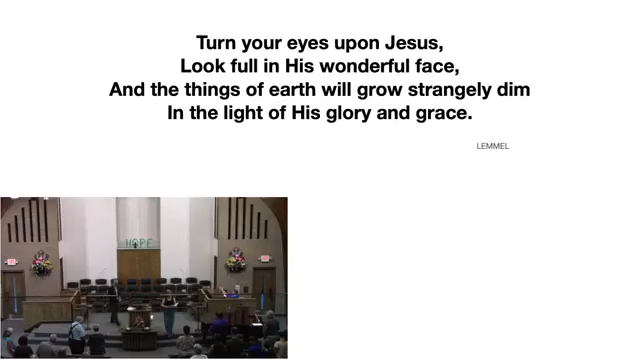 Turn your eyes upon Jesus,
Look full in His wonderful face,
And the things of earth will grow strangely dim
In the light of His glory and grace.
LEMMEL
HOPE